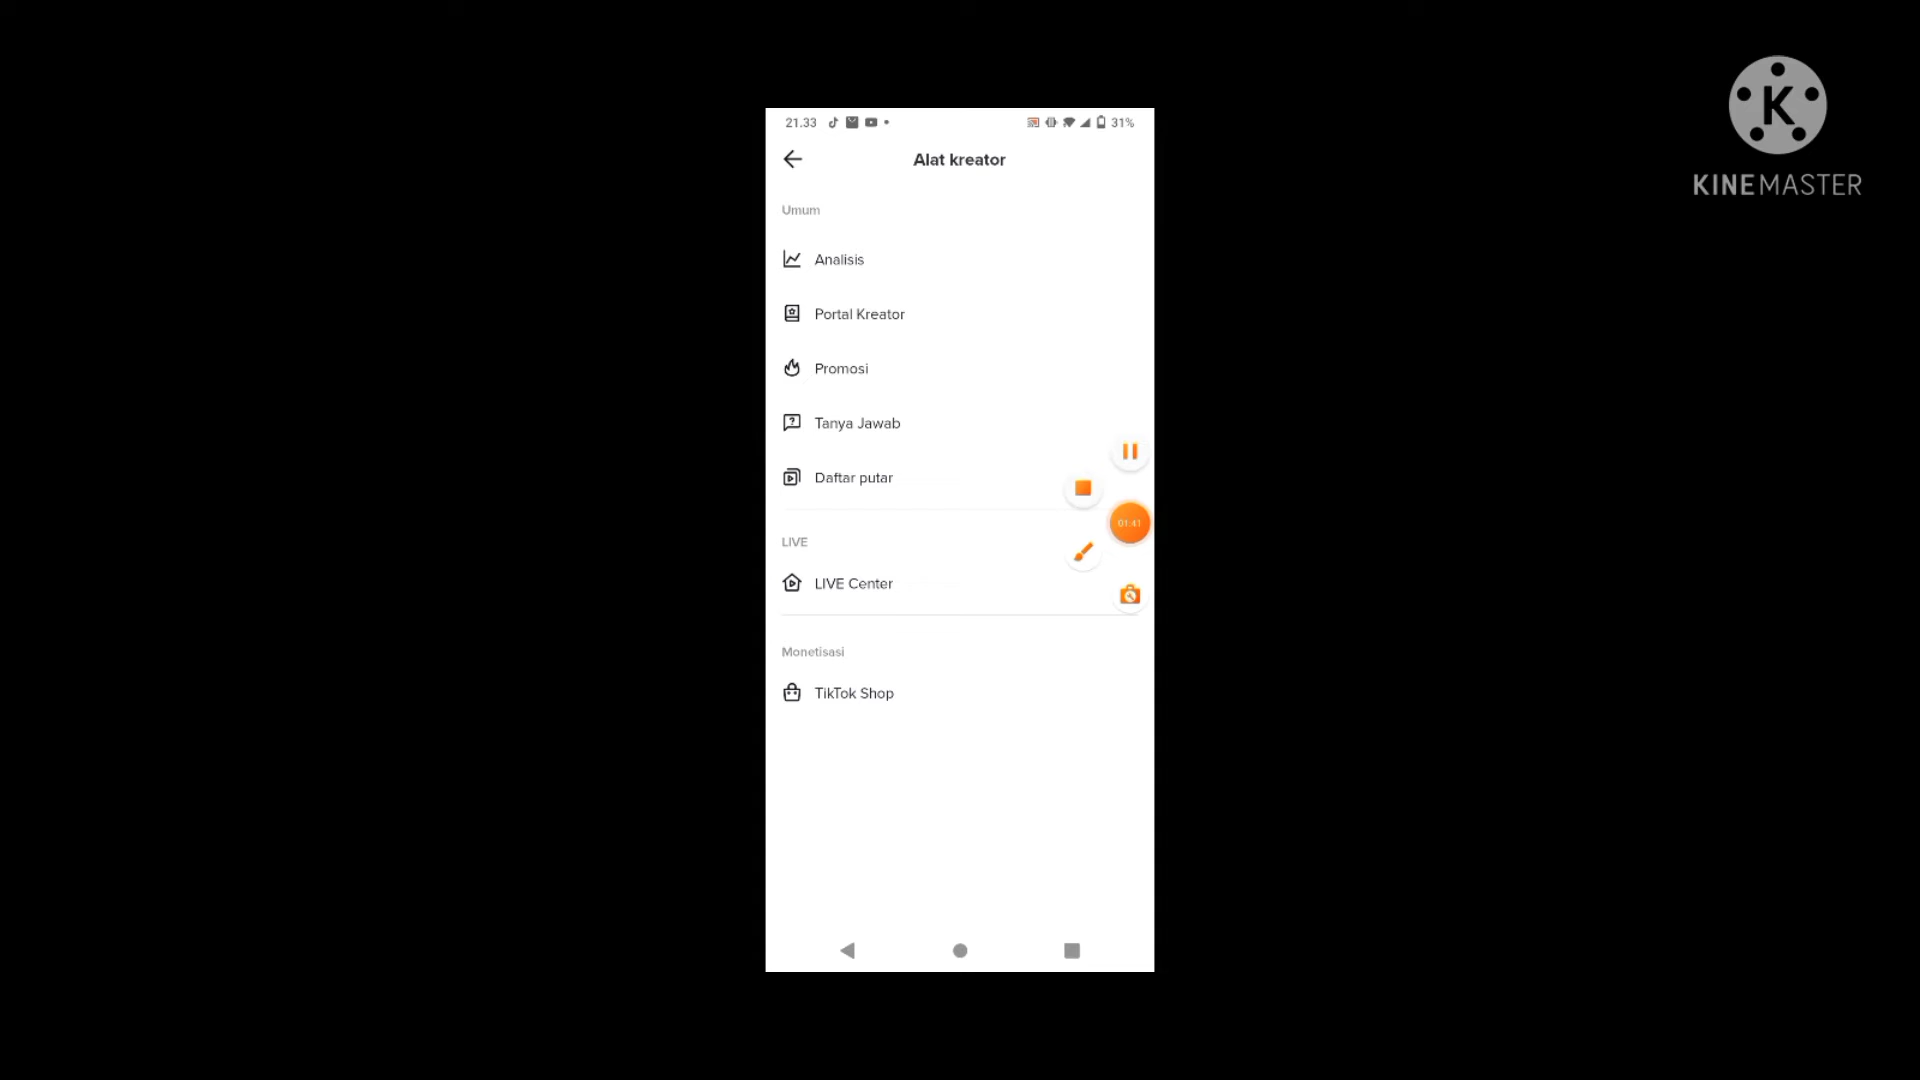 21.33
31%
Alat kreator
Umum
Analisis
Portal Kreator
Promosi
Tanya Jawab
Daftar putar
01:41
LIVE
LIVE Center
Monetisasi
TikTok Shop
K
KINEMASTER